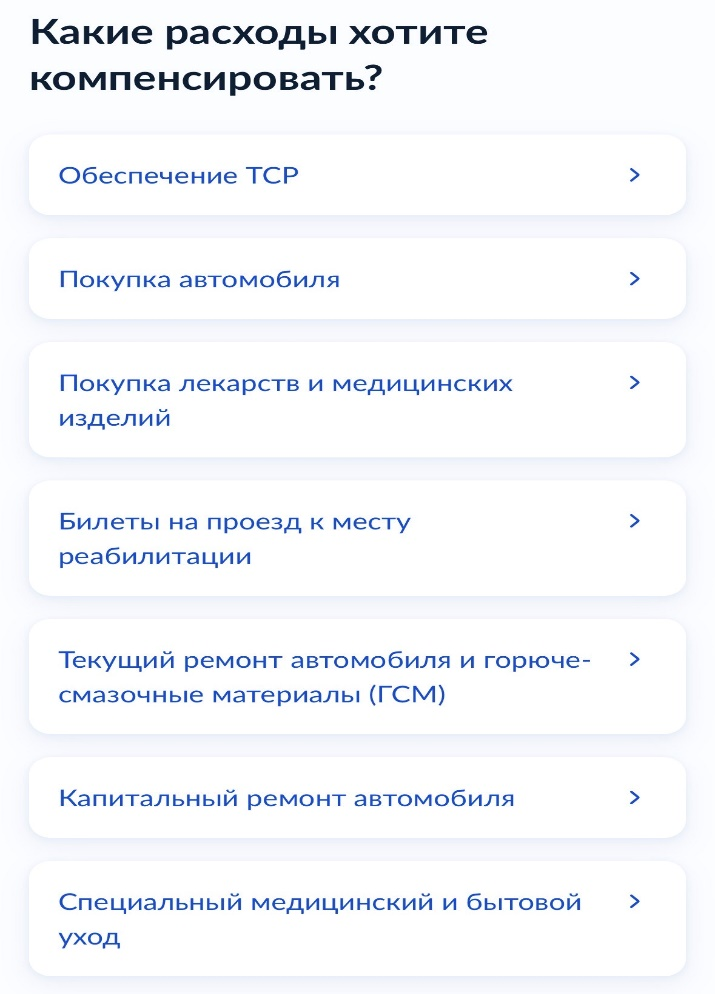 Какие расходы хотите
компенсировать?
Обеспечение ТСР
Покупка автомобиля
Покупка лекарств и медицинских
изделий
Билеты на проезд к месту
реабилитации
Текущий ремонт автомобиля и горюче-
смазочные материалы (ГСМ)
Капитальный ремонт автомобиля
Специальный медицинский и бытовой
уход